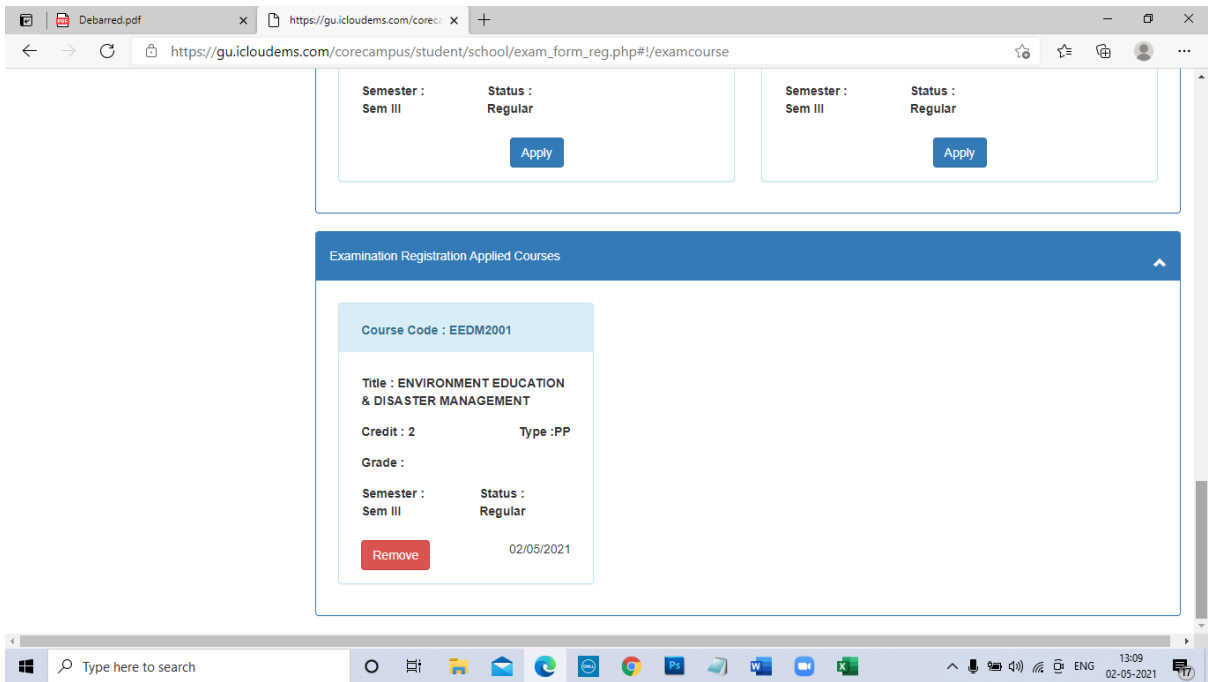 Debarred.pdf
https://gu.icloudems.com/coreca
https://gu.icloudems.com/corecampus/student/school/exam_form_reg.php#!/examcourse
Semester : Status :
Sem III Regular
Apply
Semester : Status :
Sem III Regular
Apply
Examination Registration Applied Courses
Course Code : EEDM2001
Title : ENVIRONMENT EDUCATION
& DISASTER MANAGEMENT
Credit : 2 Type :PP
Grade :
Semester : Status :
Sem III Regular
Remove 02/05/2021
Type here to search
DELL
Ps
ENG
13:09
02-05-2021
17